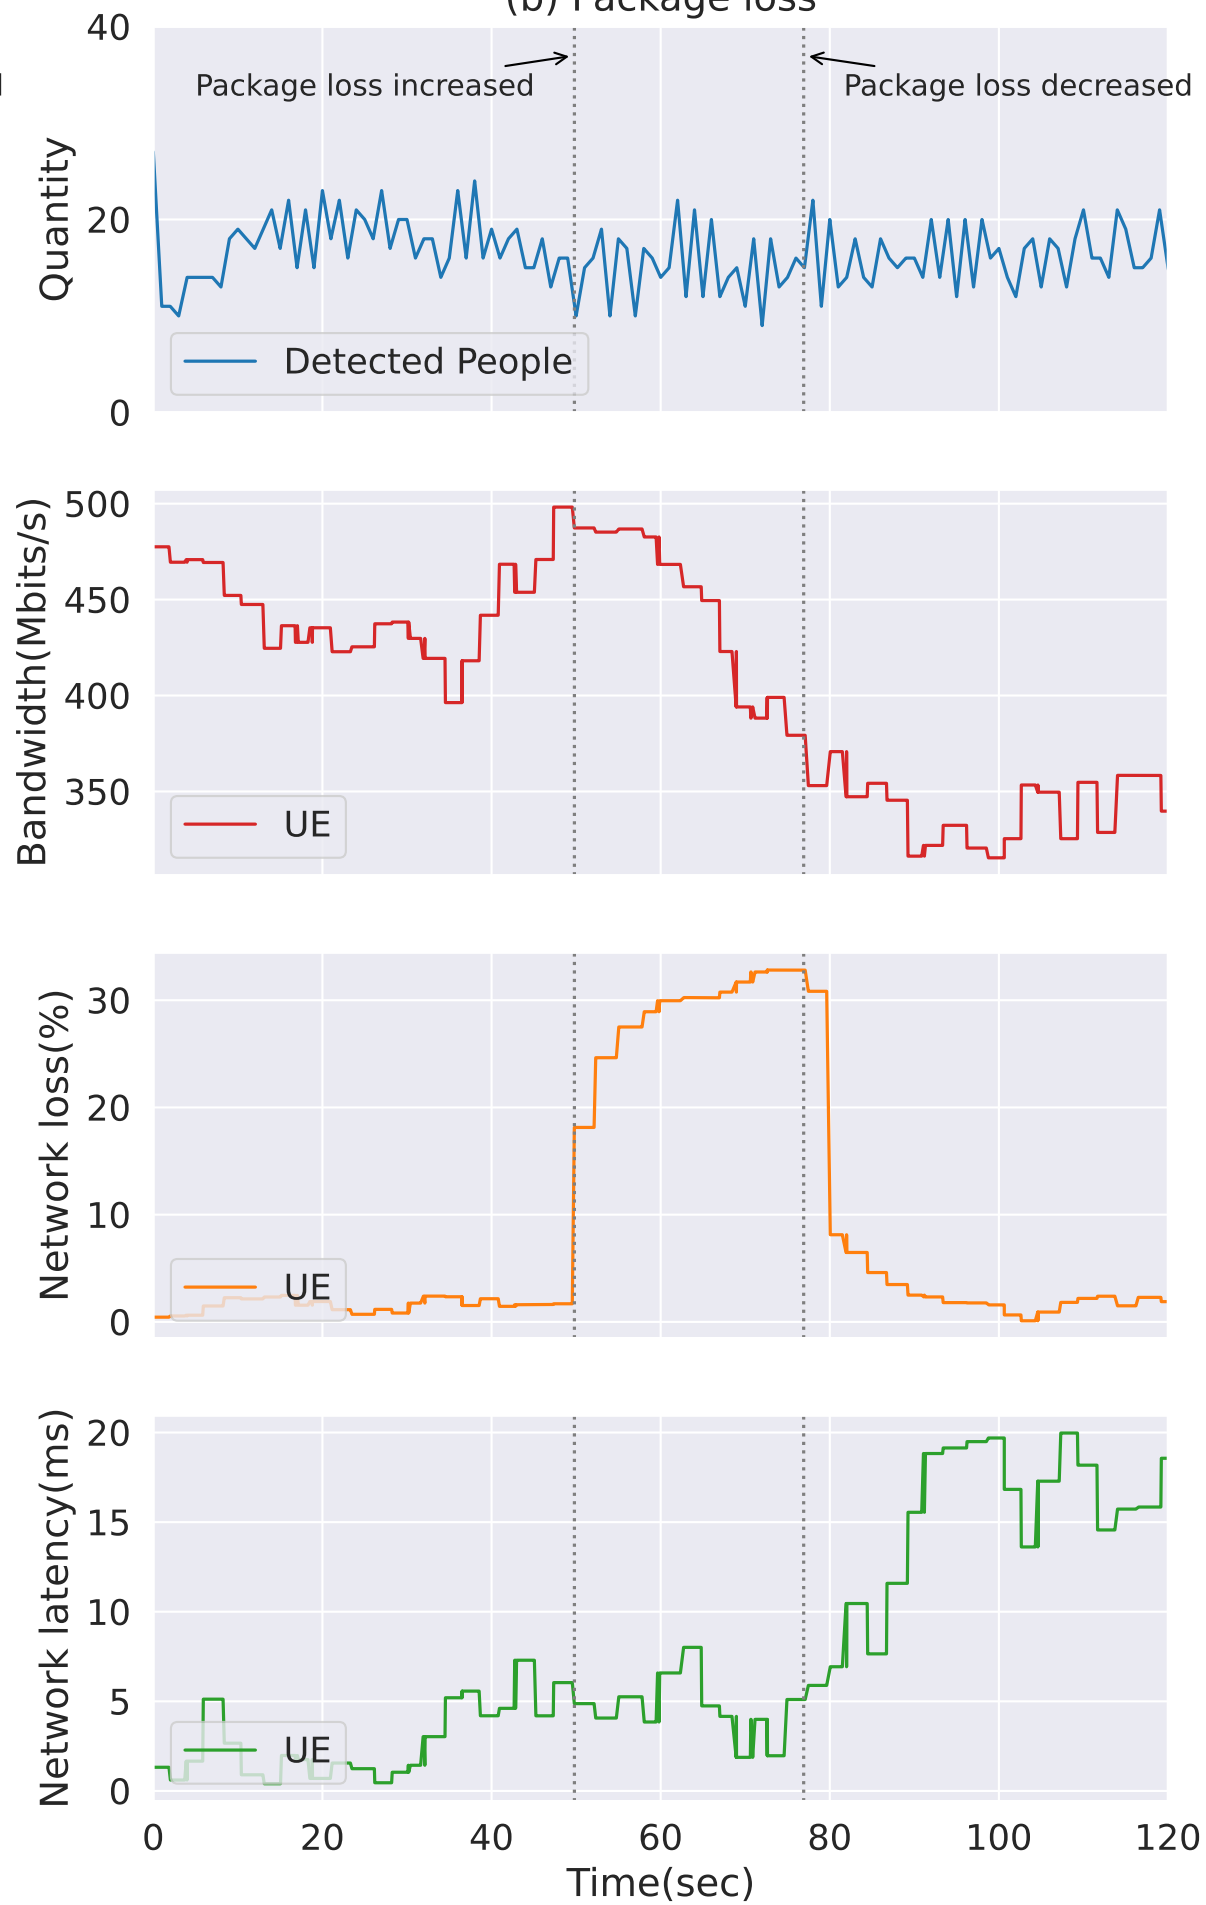 (b) Package loss
40
Package loss increased
Package loss decreased
Quantity
20
Detected People
0
500
Bandwidth(Mbits/s)
450
400
350
UE
30
Network loss(%)
20
10
UE
0
20
Network latency(ms)
15
10
5
UE
0
0 20 40 60 80 100 120
Time(sec)